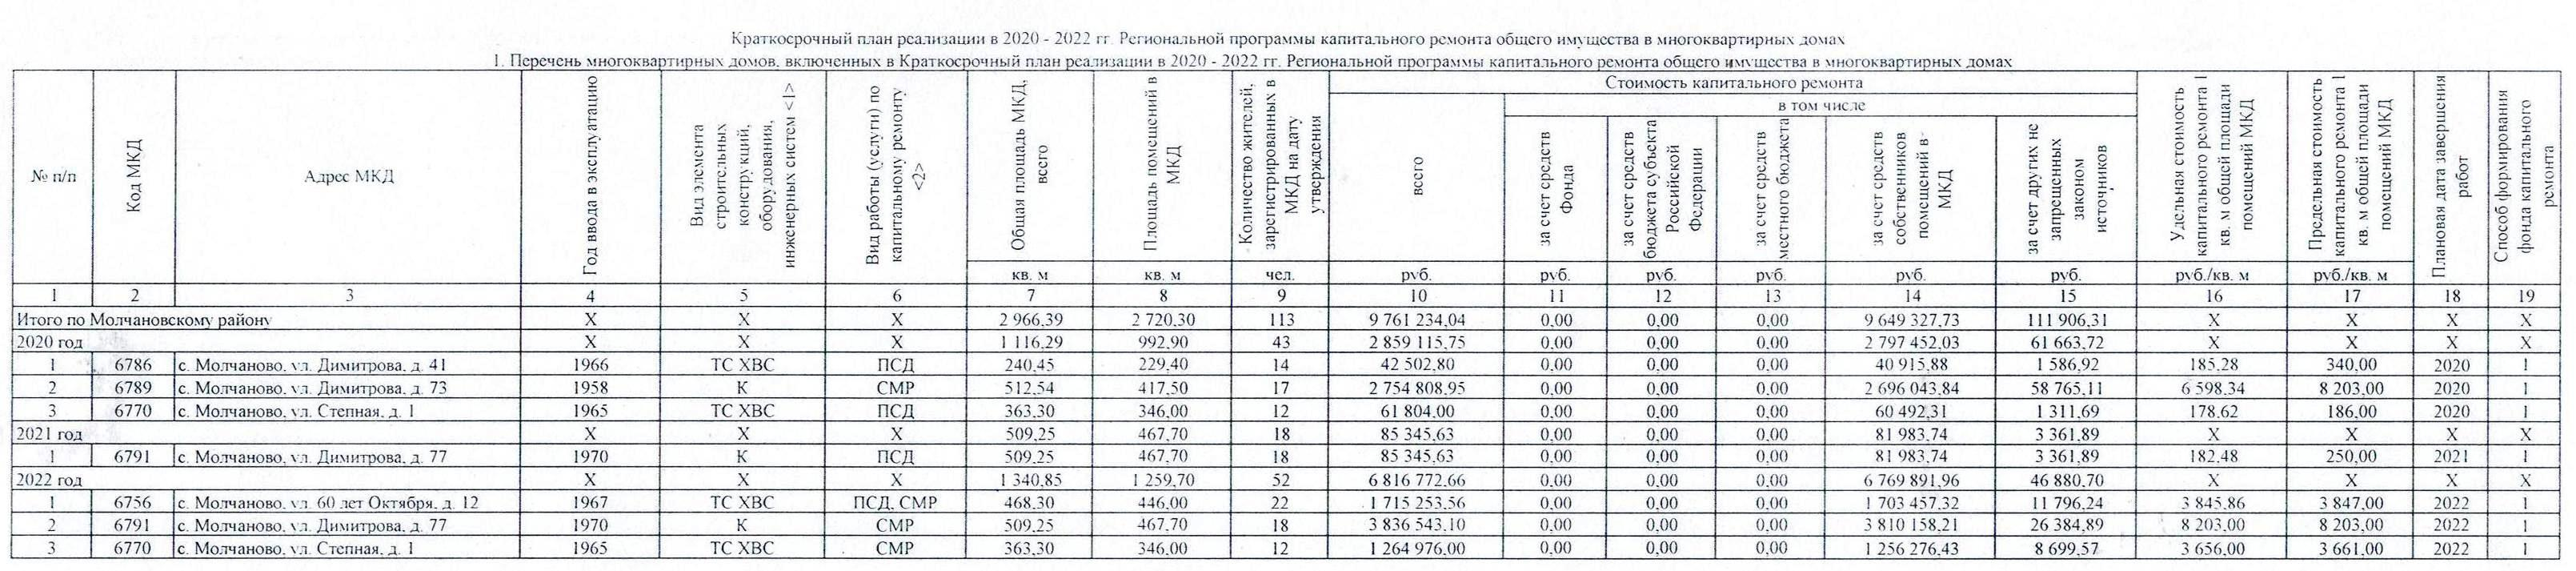 Краткосрочный план реализации в 2020 - 2022 гг. Региональной программы капитального ремонта общего имущества в многоквартирных домах
1. Перечень многоквартирных домов, включенных в Краткосрочный план реализации в 2020 - 2022 гг. Региональной программы капитального ремонта общего имущества в многоквартирных домах
№ п/п
Код МКД
Адрес МКД
Год ввода в эксплуатацию
Вид элемента
строительных
конструкций,
оборудования,
инженерных систем <1>
Вид работы (услуги) по
капитальному ремонту
<2>
Общая площадь МКД,
всего
Площадь помещений в
МКД
Количество жителей,
зарегистрированных в
МКД на дату
утверждения
Стоимость капитального ремонта
всего
в том числе
за счет средств
Фонда
за счет средств
бюджета субъекта
Российской
Федерации
за счет средств
местного бюджета
за счет средств
собственников
помещений в
МКД
за счет других не
запрещенных
законом
источников
Удельная стоимость
капитального ремонта 1
кв. м общей площади
помещений МКД
Предельная стоимость
капитального ремонта 1
кв. м общей площади
помещений МКД
Плановая дата завершения
работ
Способ формирования
фонда капитального
ремонта
кв. м кв. м чел. руб. руб. руб. руб. руб. руб. руб./кв. м руб./кв. м
1 2 3 4 5 6 7 8 9 10 11 12 13 14 15 16 17 18 19
Итого по Молчановскому району X X X 2 966,39 2 720,30 113 9 761 234,04 0,00 0,00 0,00 9 649 327,73 111 906,31 X X X X
2020 год X X X 1 116,29 992,90 43 2 859 115,75 0,00 0,00 0,00 2 797 452,03 61 663,72 X X X X
1 6786 с. Молчаново, ул. Димитрова, д. 41 1966 ТС ХВС ПСД 240,45 229,40 14 42 502,80 0,00 0,00 0,00 40 915,88 1 586,92 185,28 340,00 2020 1
2 6789 с. Молчаново, ул. Димитрова, д. 73 1958 К СМР 512,54 417,50 17 2 754 808,95 0,00 0,00 0,00 2 696 043,84 58 765,11 6 598,34 8 203,00 2020 1
3 6770 с. Молчаново, ул. Степная, д. 1 1965 ТС ХВС ПСД 363,30 346,00 12 61 804,00 0,00 0,00 0,00 60 492,31 1 311,69 178,62 186,00 2020 1
2021 год X X X 509,25 467,70 18 85 345,63 0,00 0,00 0,00 81 983,74 3 361,89 X X X X
1 6791 с. Молчаново, ул. Димитрова, д. 77 1970 К ПСД 509,25 467,70 18 85 345,63 0,00 0,00 0,00 81 983,74 3 361,89 182,48 250,00 2021 1
2022 год X X X 1 340,85 1 259,70 52 6 816 772,66 0,00 0,00 0,00 6 769 891,96 46 880,70 X X X X
1 6756 с. Молчаново, ул. 60 лет Октября, д. 12 1967 ТС ХВС ПСД, СМР 468,30 446,00 22 1 715 253,56 0,00 0,00 0,00 1 703 457,32 11 796,24 3 845,86 3 847,00 2022 1
2 6791 с. Молчаново, ул. Димитрова, д. 77 1970 К СМР 509,25 467,70 18 3 836 543,10 0,00 0,00 0,00 3 810 158,21 26 384,89 8 203,00 8 203,00 2022 1
3 6770 с. Молчаново, ул. Степная, д. 1 1965 ТС ХВС СМР 363,30 346,00 12 1 264 976,00 0,00 0,00 0,00 1 256 276,43 8 699,57 3 656,00 3 661,00 2022 1